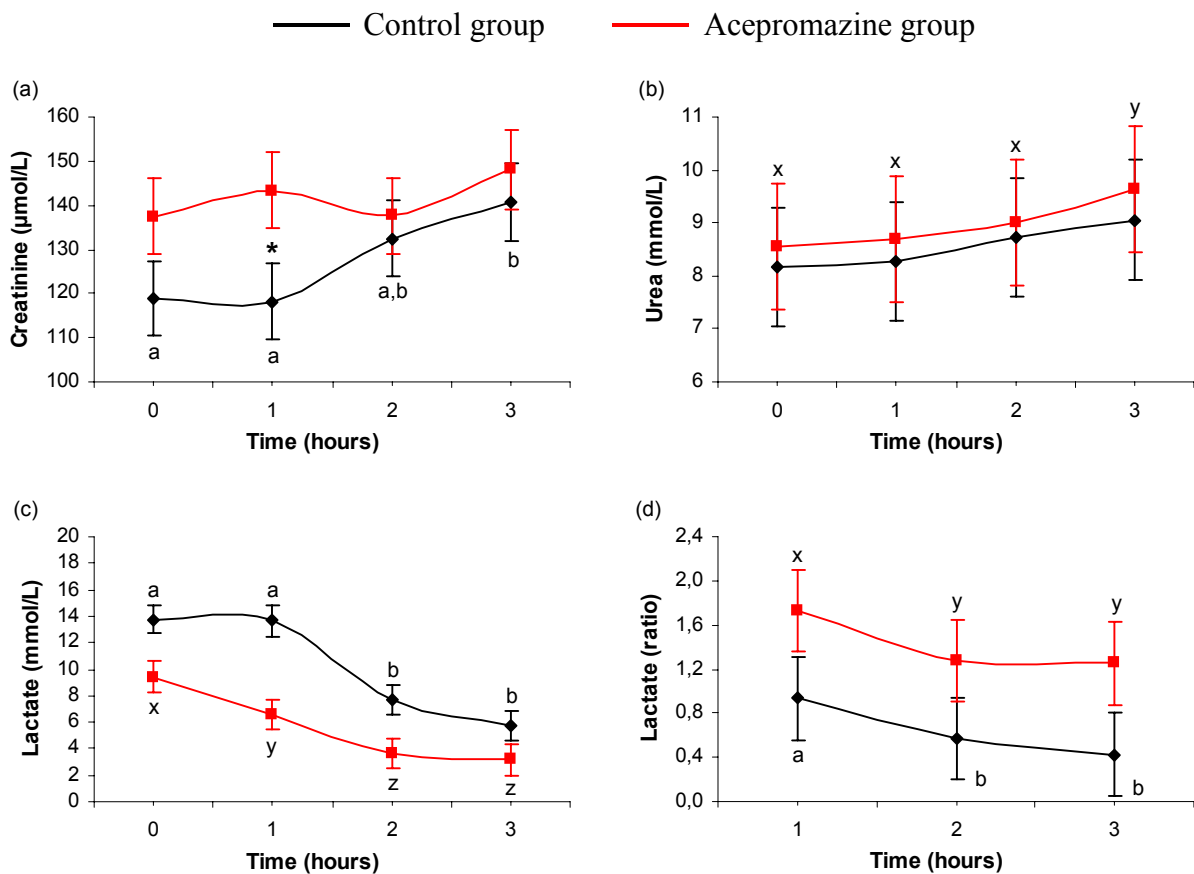 Control group Acepromazine group
(a)
160
150
140
130
120
110
100
Creatinine (µmol/L)
*
a
a
a,b
b
0 1 2 3
Time (hours)
(b)
11
10
9
8
7
6
Urea (mmol/L)
x
x
x
y
0 1 2 3
Time (hours)
(c)
20
18
16
14
12
10
8
6
4
2
0
Lactate (mmol/L)
a
a
b
b
x
y
z
z
0 1 2 3
Time (hours)
(d)
2,4
2,0
1,6
1,2
0,8
0,4
0,0
Lactate (ratio)
x
y
y
a
b
b
1 2 3
Time (hours)